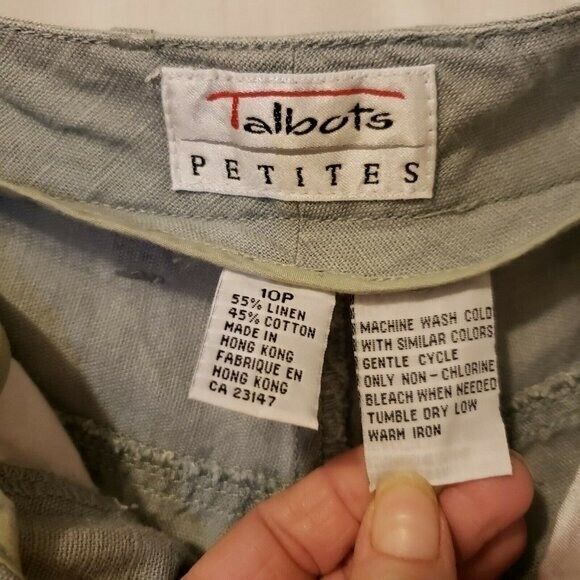 Talbots
PETITES
10P
55% LINEN
45% COTTON
MADE IN
HONG KONG
FABRIQUE EN
HONG KONG
CA 23147
MACHINE WASH COLD
WITH SIMILAR COLORS
GENTLE CYCLE
ONLY NON-CHLORINE
BLEACH WHEN NEEDED
TUMBLE DRY LOW
WARM IRON